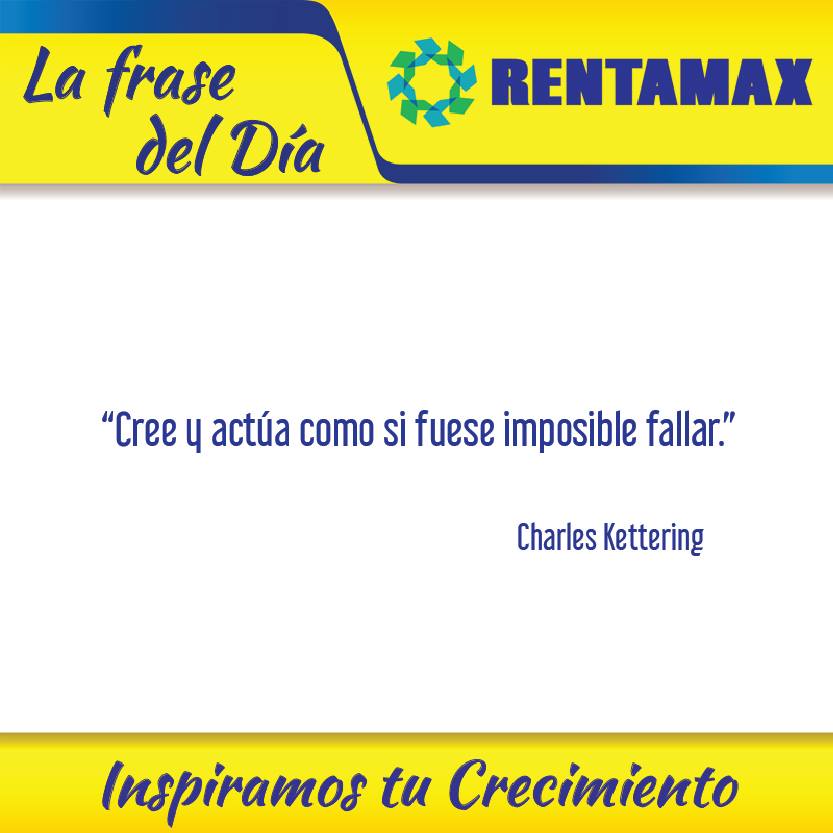 La frase
del Día
RENTAMAX
“Cree y actúa como si fuese imposible fallar.”
Charles Kettering
Inspiramos tu Crecimiento